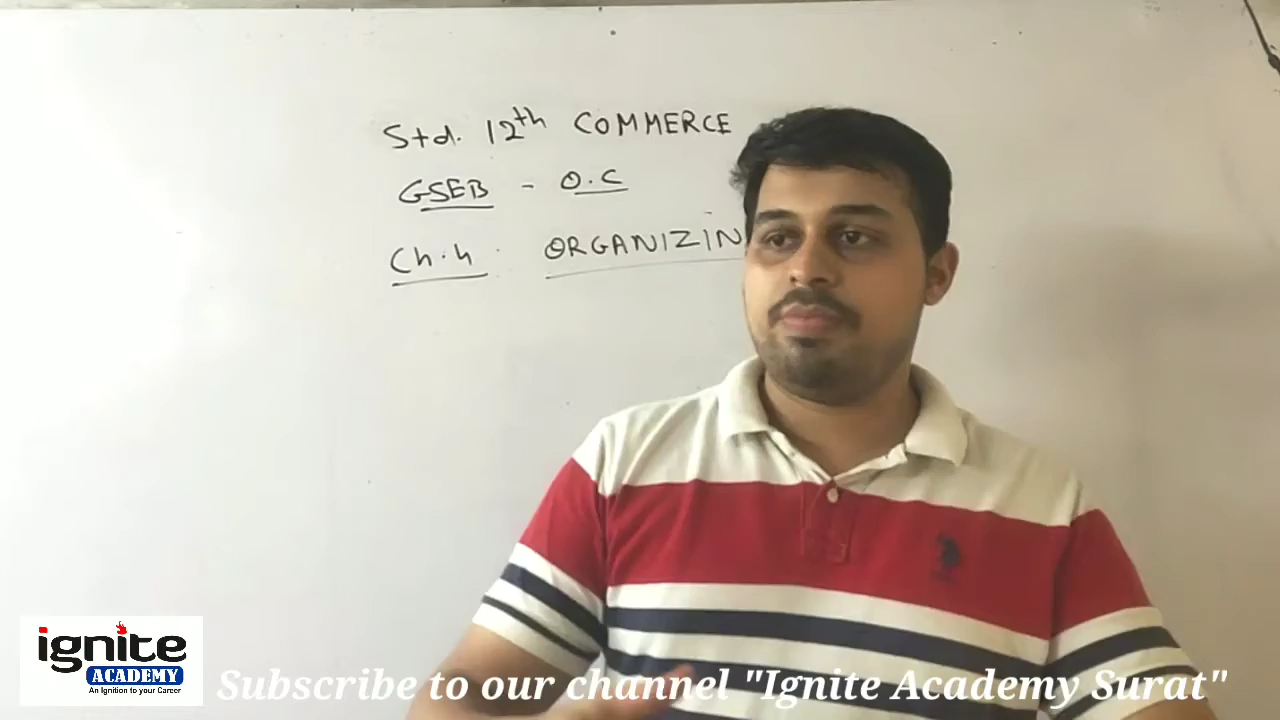 Std. 12th COMMERCE
GSEB - O.C
Ch.4 ORGANIZIN
ignite
ACADEMY
An Ignition to your Career
Subscribe to our channel "Ignite Academy Surat"